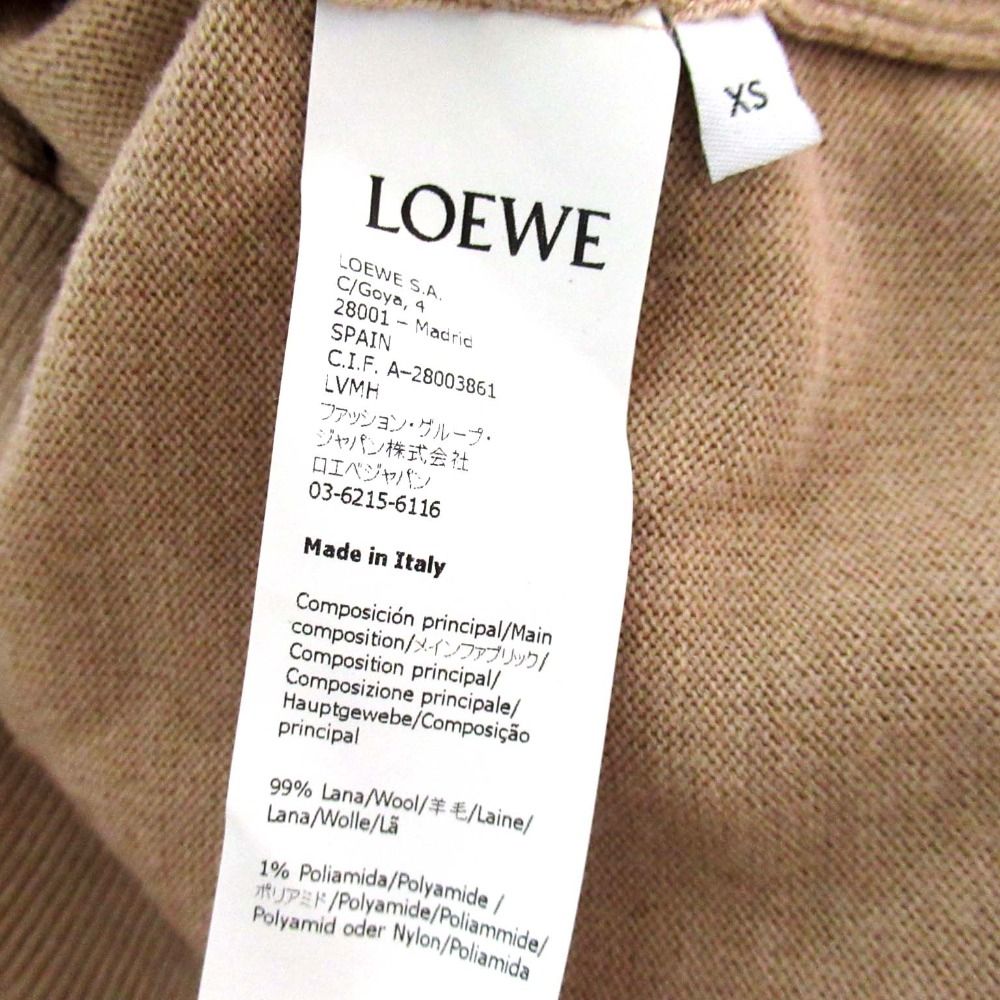 XS
LOEWE
LOEWE S.A.
C/Goya, 4
28001 – Madrid
SPAIN
C.I.F. A–28003861
LVMH
ファッション・グループ・
ジャパン株式会社
ロエベジャパン
03-6215-6116
Made in Italy
Composición principal/Main
composition/メインファブリック/
Composition principal/
Composizione principale/
Hauptgewebe/Composição
principal
99% Lana/Wool/羊毛/Laine/
Lana/Wolle/Lã
1% Poliamida/Polyamide /
ポリアミド/Polyamide/Poliammide/
Polyamid oder Nylon/Poliamida